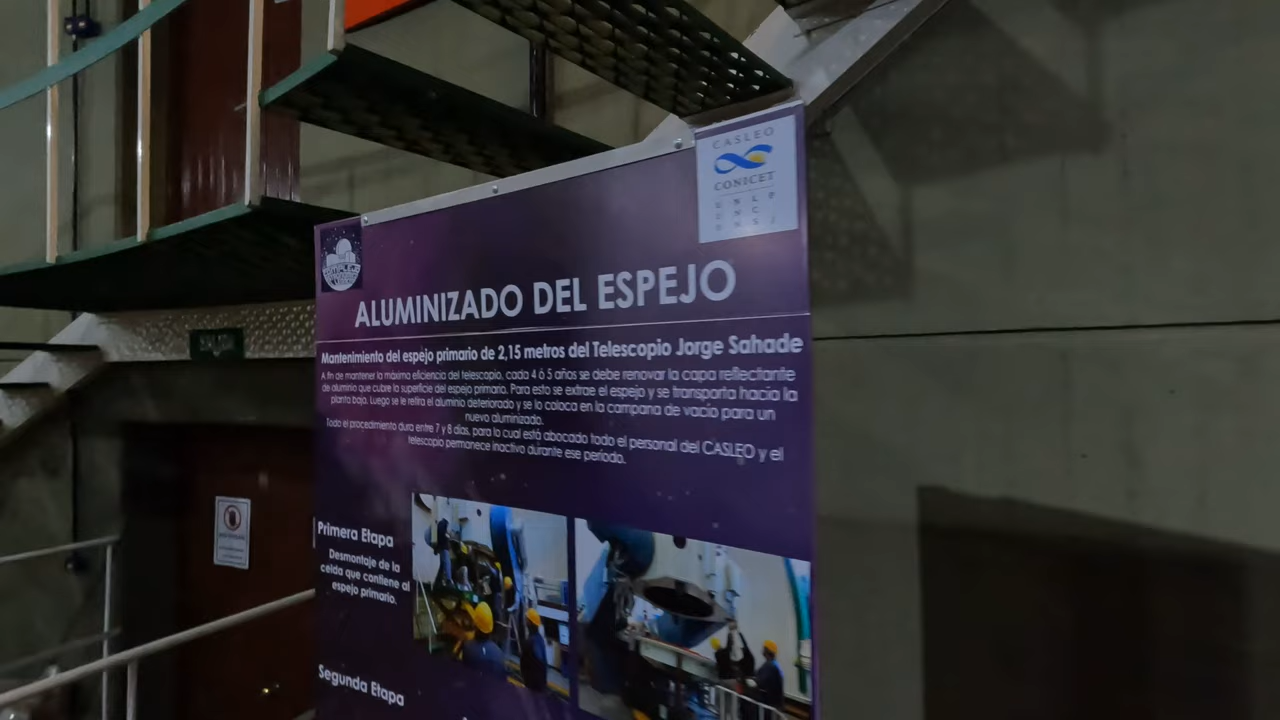 CASLEO
CONICET
U N L P
U N C
U N S J
ALUMINIZADO DEL ESPEJO
Mantenimiento del espejo primario de 2,15 metros del Telescopio Jorge Sahade
A fin de mantener la máxima eficiencia del telescopio, cada 4 ó 5 años se debe renovar la capa reflectante
de aluminio que cubre la superficie del espejo primario. Para esto se extrae el espejo y se transporta hacia la
planta baja. Luego se le retira el aluminio deteriorado y se lo coloca en la campana de vacío para un
nuevo aluminizado.
Todo el procedimiento dura entre 7 y 8 días, para lo cual está abocado todo el personal del CASLEO y el
telescopio permanece inactivo durante ese período.
Primera Etapa
Desmontaje de la
celda que contiene al
espejo primario.
Segunda Etapa
SALIDA